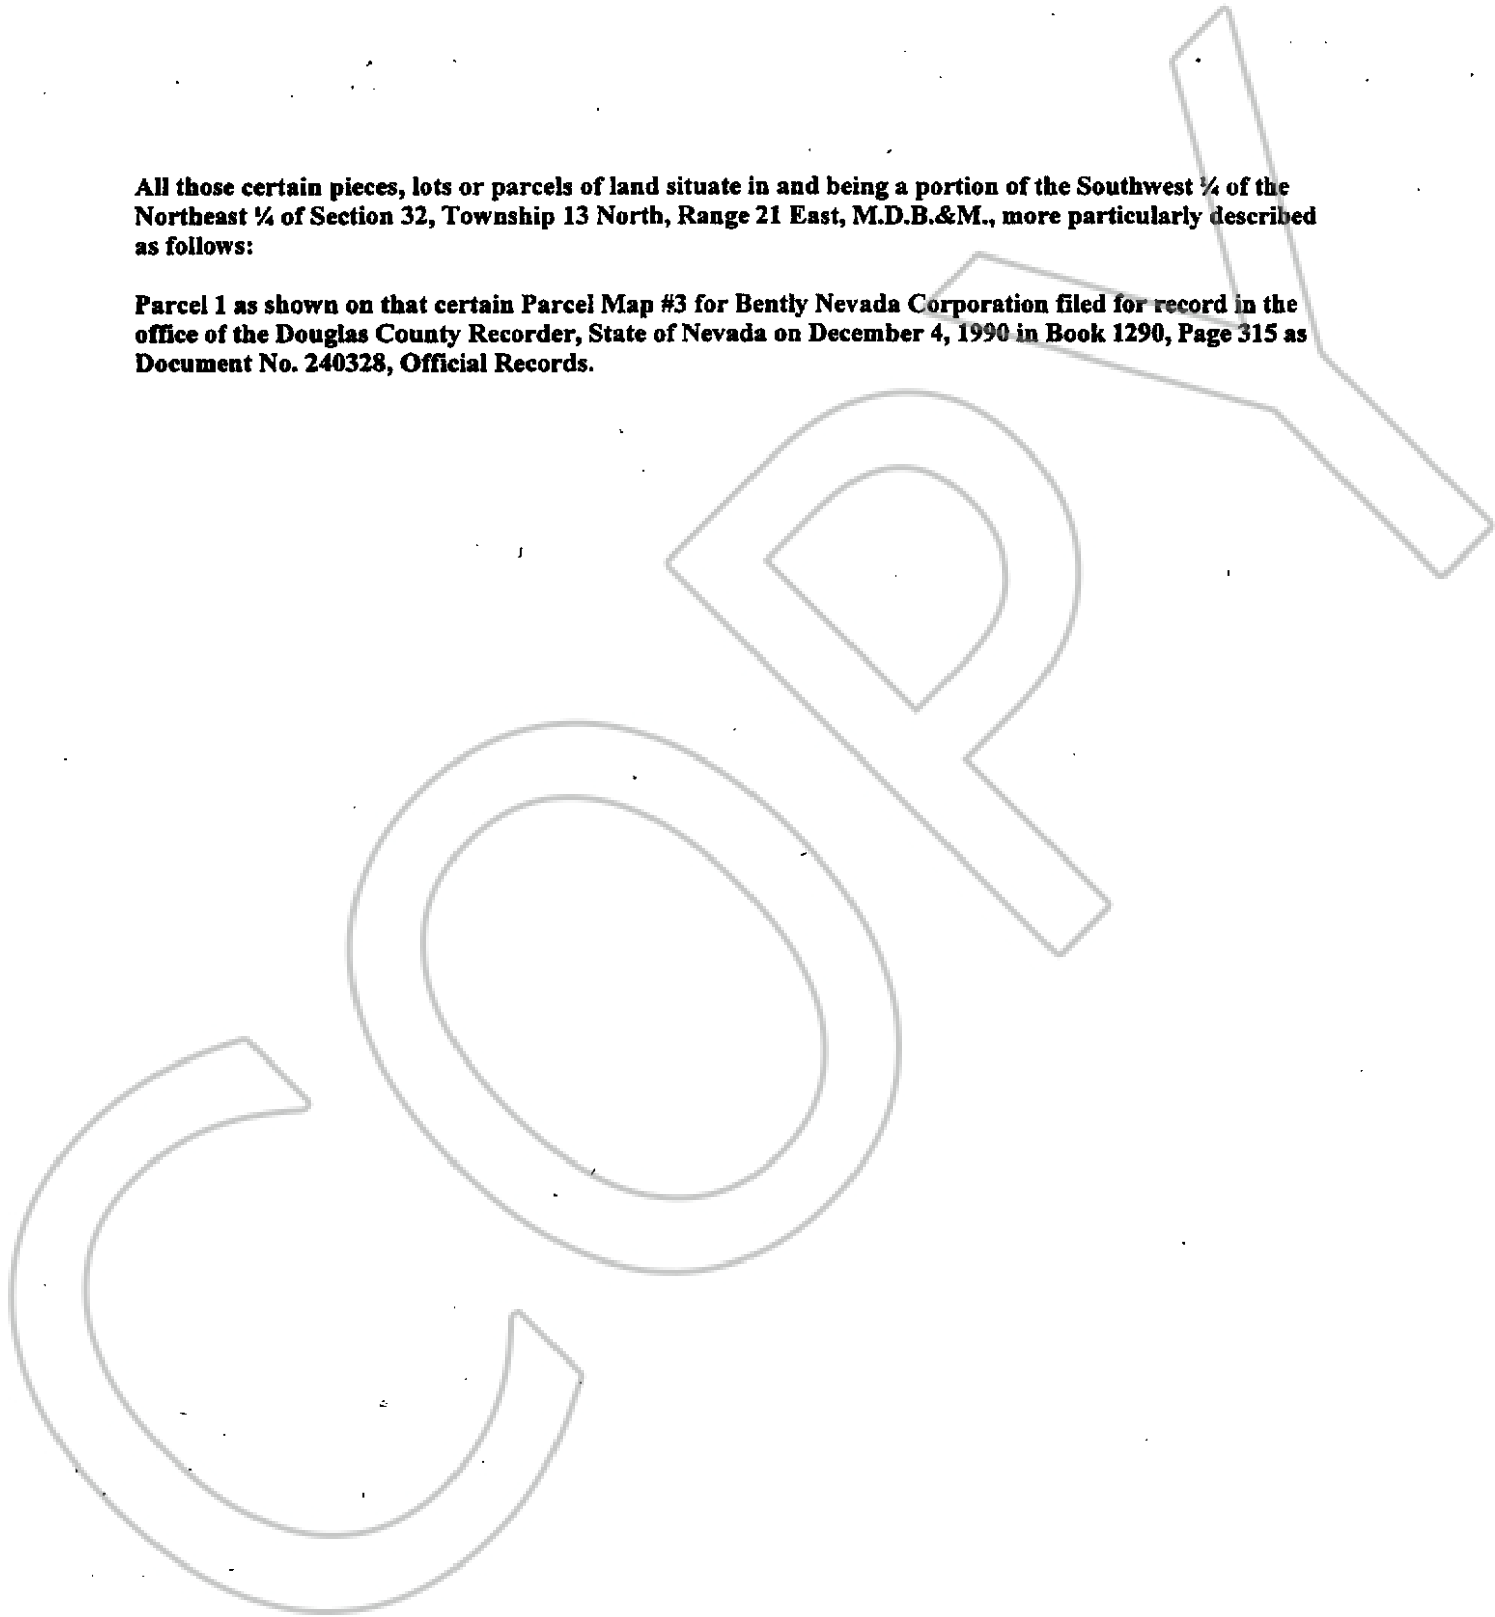 All those certain pieces, lots or parcels of land situate in and being a portion of the Southwest ¼ of the
Northeast ¼ of Section 32, Township 13 North, Range 21 East, M.D.B.&M., more particularly described
as follows:
Parcel 1 as shown on that certain Parcel Map #3 for Bently Nevada Corporation filed for record in the
office of the Douglas County Recorder, State of Nevada on December 4, 1990 in Book 1290, Page 315 as
Document No. 240328, Official Records.
COPY